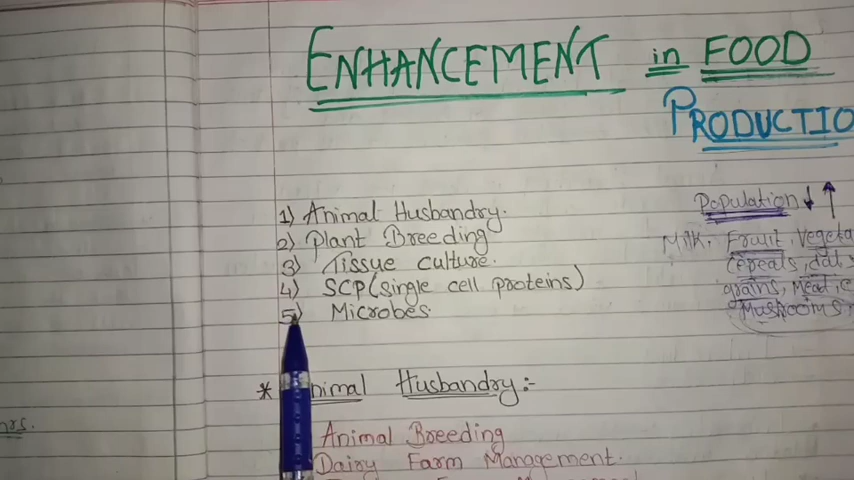 ENHANCEMENT in FOOD
PRODUCTIO
1) Animal Husbandry.
2) Plant Breeding
3) Tissue culture.
4) SCP (single cell proteins)
5) Microbes.
Population ↓ ↑
Milk, Fruit, Vegeta
cereals, dal,
grains, Meat,
Mushrooms
* nimal Husbandry :-
Animal Breeding
Dairy Farm Management.
hrs.